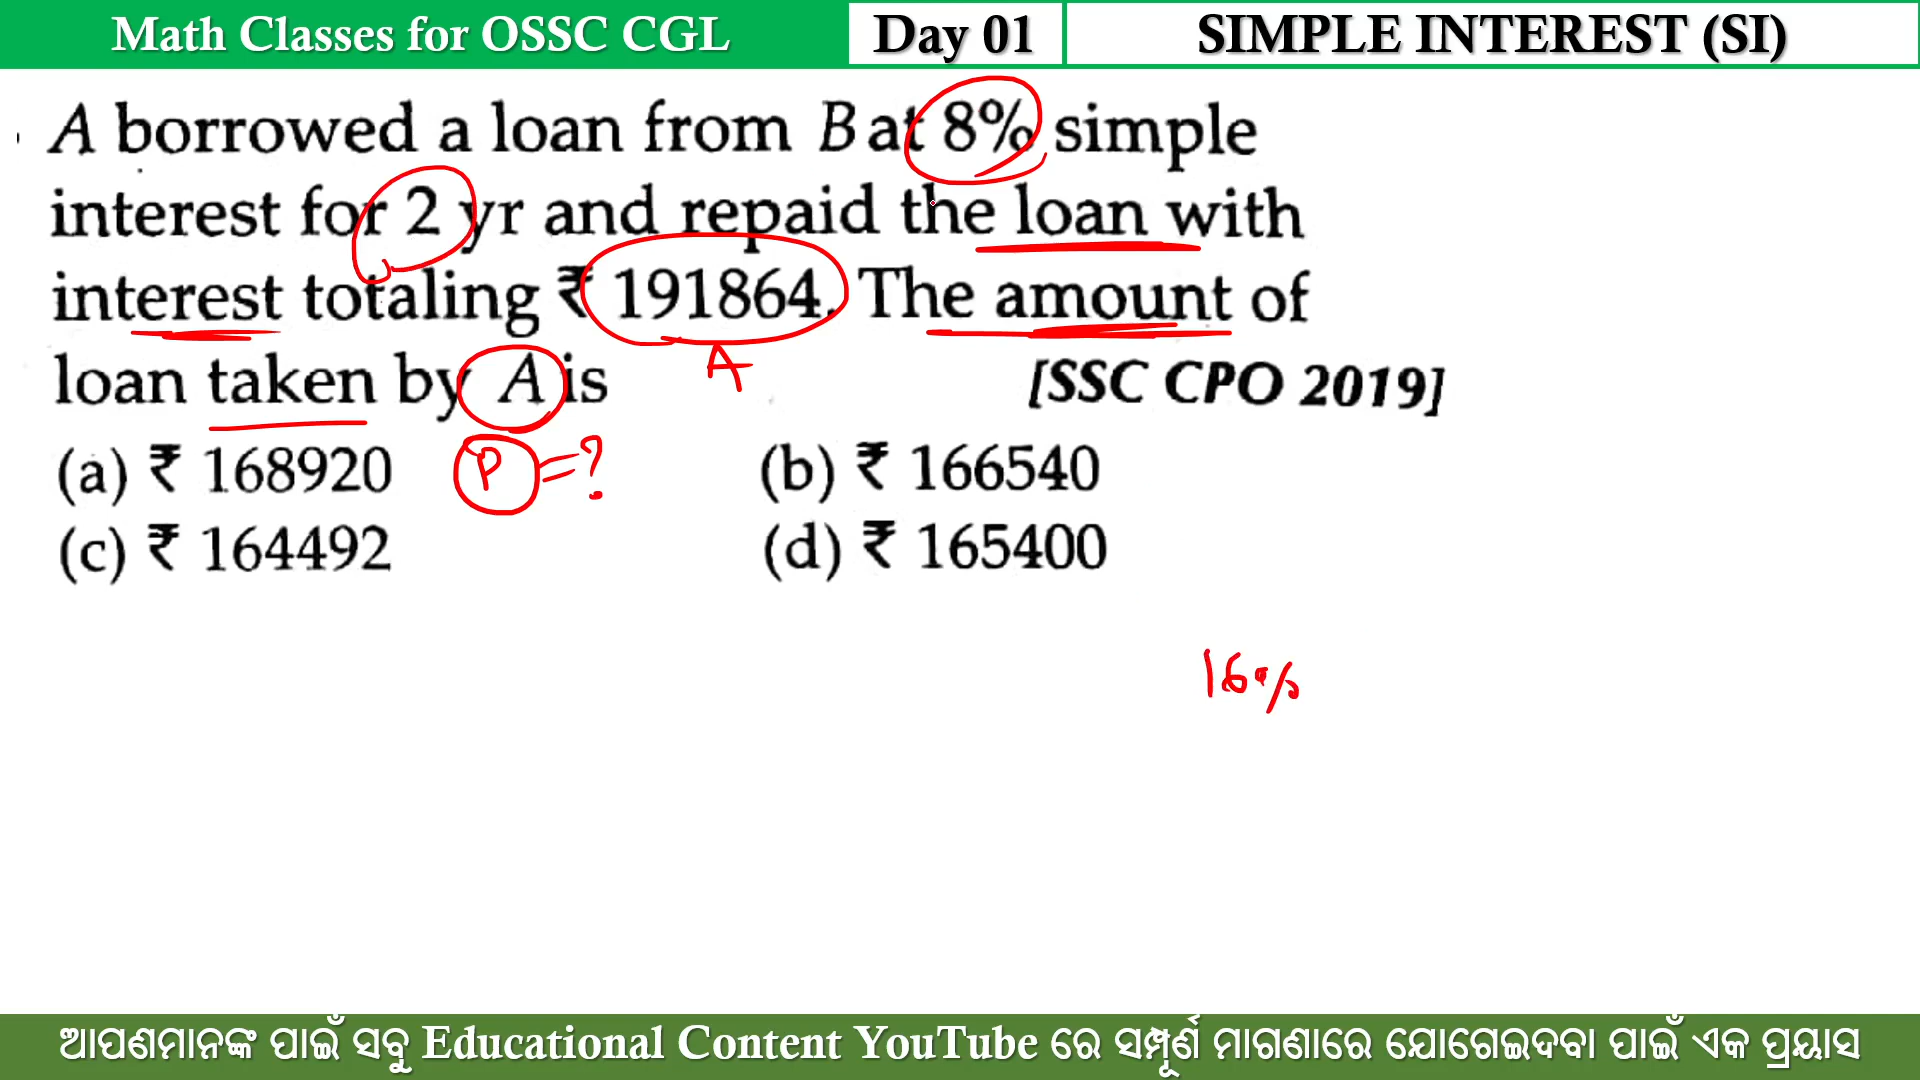 Math Classes for OSSC CGL
Day 01
SIMPLE INTEREST (SI)
A borrowed a loan from B at 8% simple
interest for 2 yr and repaid the loan with
interest totaling ₹ 191864. The amount of
loan taken by A is [SSC CPO 2019]
A
(a) ₹ 168920 (b) ₹ 166540
P = ?
(c) ₹ 164492 (d) ₹ 165400
16%
ଆପଣମାନଙ୍କ ପାଇଁ ସବୁ Educational Content YouTube ରେ ସମ୍ପୂର୍ଣ ମାଗଣାରେ ଯୋଗେଇଦବା ପାଇଁ ଏକ ପ୍ରୟାସ